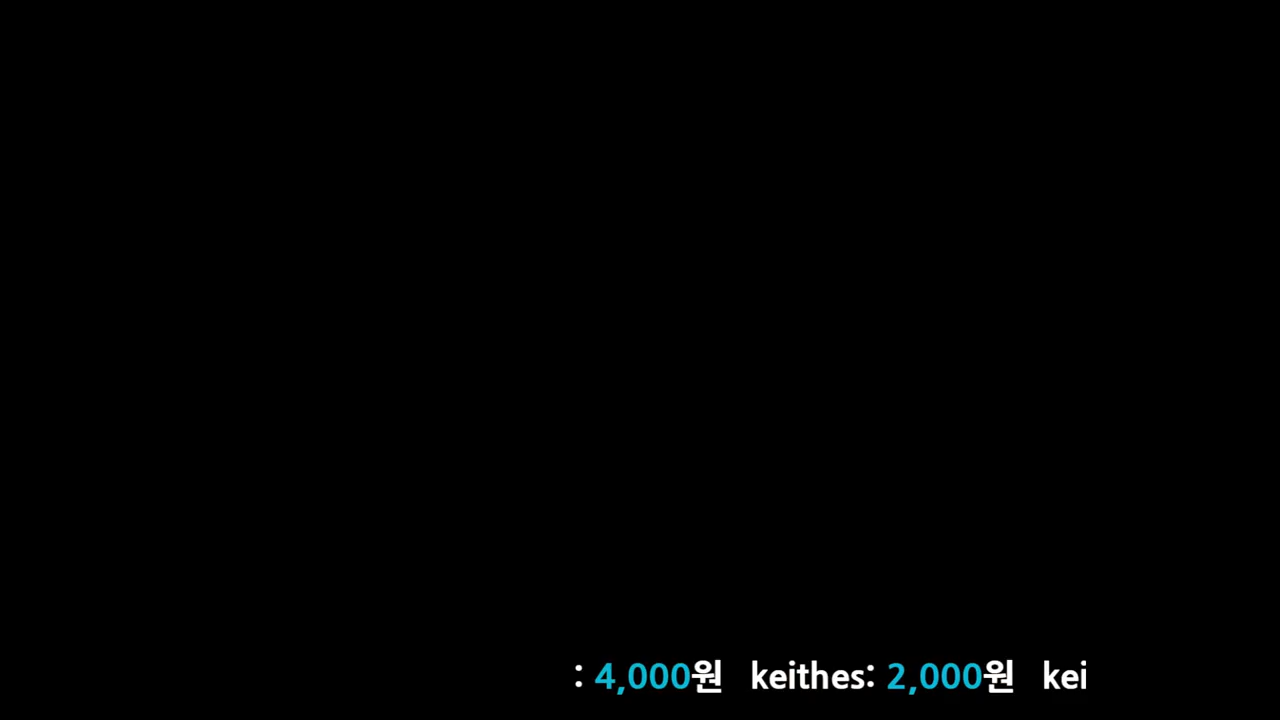 : 4,000원 keithes: 2,000원 kei